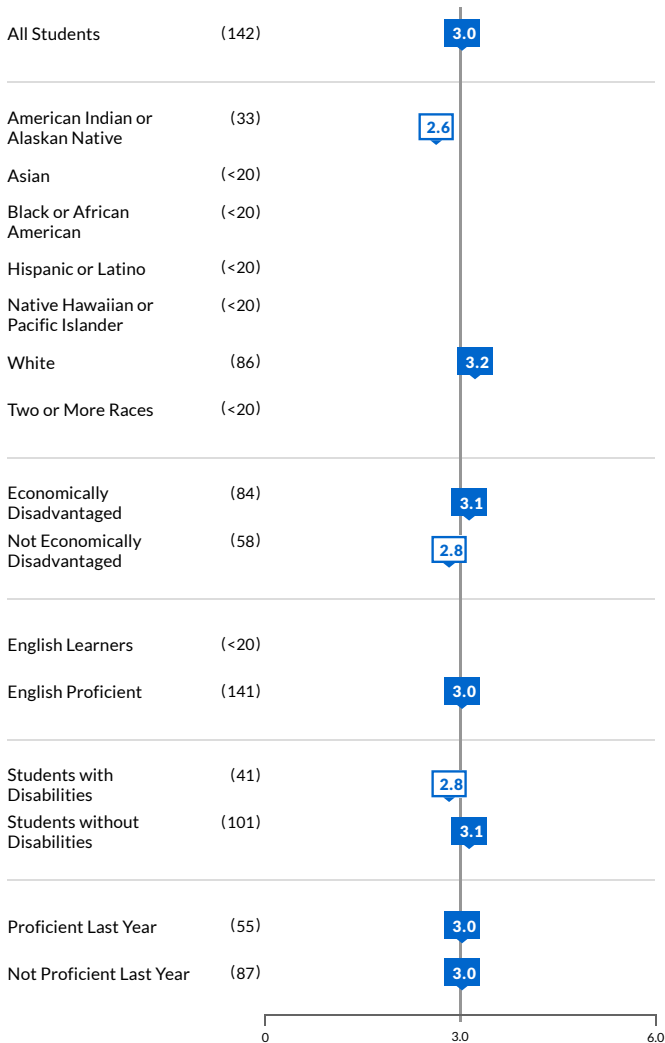 All Students (142) 3.0
American Indian or (33) 2.6
Alaskan Native
Asian (<20)
Black or African (<20)
American
Hispanic or Latino (<20)
Native Hawaiian or (<20)
Pacific Islander
White (86) 3.2
Two or More Races (<20)
Economically (84) 3.1
Disadvantaged
Not Economically (58) 2.8
Disadvantaged
English Learners (<20)
English Proficient (141) 3.0
Students with (41) 2.8
Disabilities
Students without (101) 3.1
Disabilities
Proficient Last Year (55) 3.0
Not Proficient Last Year (87) 3.0
0 3.0 6.0